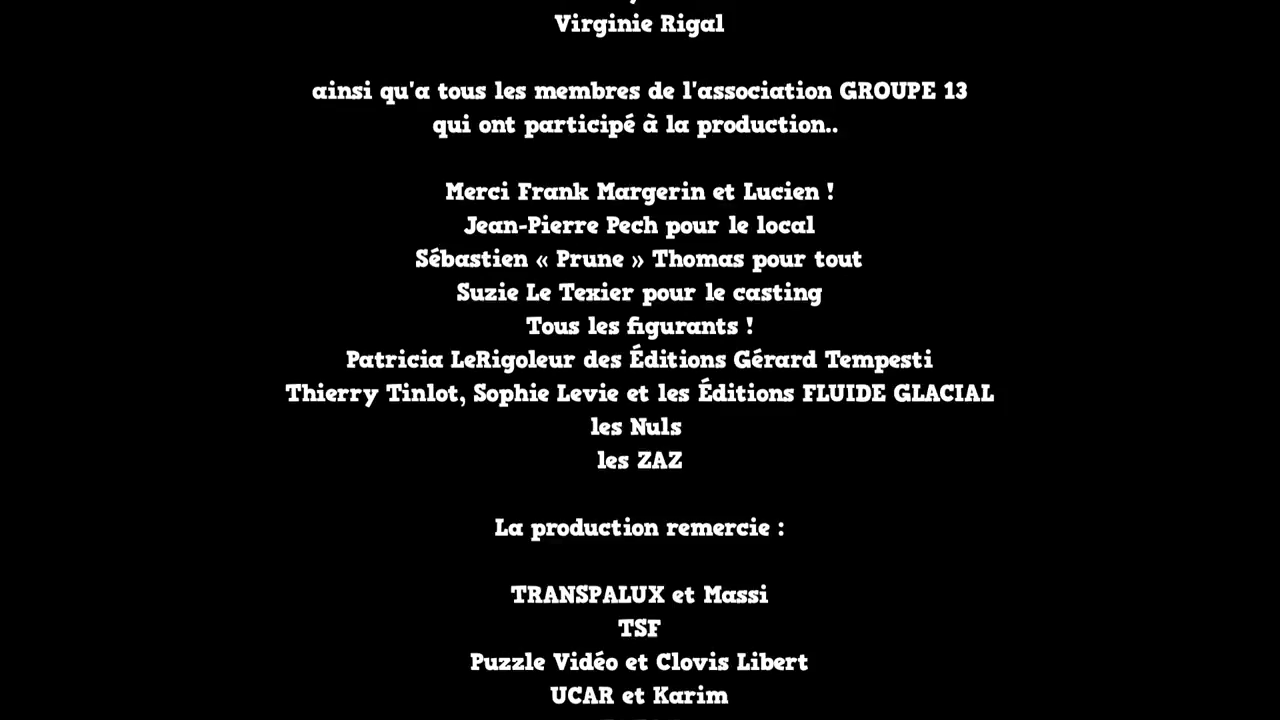 Virginie Rigal
ainsi qu'a tous les membres de l'association GROUPE 13
qui ont participé à la production..
Merci Frank Margerin et Lucien !
Jean-Pierre Pech pour le local
Sébastien « Prune » Thomas pour tout
Suzie Le Texier pour le casting
Tous les figurants !
Patricia LeRigoleur des Éditions Gérard Tempesti
Thierry Tinlot, Sophie Levie et les Éditions FLUIDE GLACIAL
les Nuls
les ZAZ
La production remercie :
TRANSPALUX et Massi
TSF
Puzzle Vidéo et Clovis Libert
UCAR et Karim